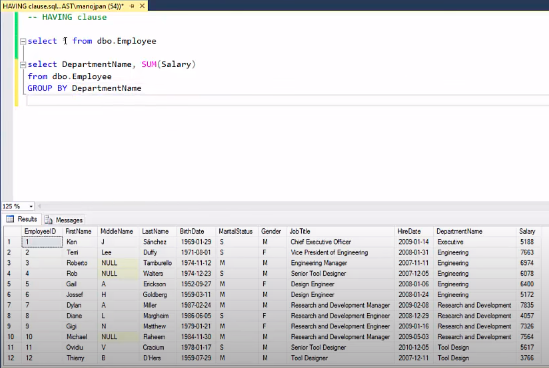 HAVING clause.sql...AST\manojpan (54))*
-- HAVING clause
select * from dbo.Employee
select DepartmentName, SUM(Salary)
from dbo.Employee
GROUP BY DepartmentName
125 %
Results Messages
EmployeeID FirstName MiddleName LastName BirthDate MaritalStatus Gender JobTitle HireDate DepartmentName Salary
1 1 Ken J Sánchez 1969-01-29 S M Chief Executive Officer 2009-01-14 Executive 5188
2 2 Terri Lee Duffy 1971-08-01 S F Vice President of Engineering 2008-01-31 Engineering 7663
3 3 Roberto NULL Tamburello 1974-11-12 M M Engineering Manager 2007-11-11 Engineering 6974
4 4 Rob NULL Walters 1974-12-23 S M Senior Tool Designer 2007-12-05 Engineering 6078
5 5 Gail A Erickson 1952-09-27 M F Design Engineer 2008-01-06 Engineering 6400
6 6 Jossef H Goldberg 1959-03-11 M M Design Engineer 2008-01-24 Engineering 5172
7 7 Dylan A Miller 1987-02-24 M M Research and Development Manager 2009-02-08 Research and Development 7835
8 8 Diane L Margheim 1986-06-05 S F Research and Development Engineer 2008-12-29 Research and Development 4057
9 9 Gigi N Matthew 1979-01-21 M F Research and Development Engineer 2009-01-16 Research and Development 7326
10 10 Michael NULL Raheem 1984-11-30 M M Research and Development Manager 2009-05-03 Research and Development 7564
11 11 Ovidiu V Cracium 1978-01-17 S M Senior Tool Designer 2010-12-05 Tool Design 5617
12 12 Thierry B D'Hers 1959-07-29 M M Tool Designer 2007-12-11 Tool Design 3766